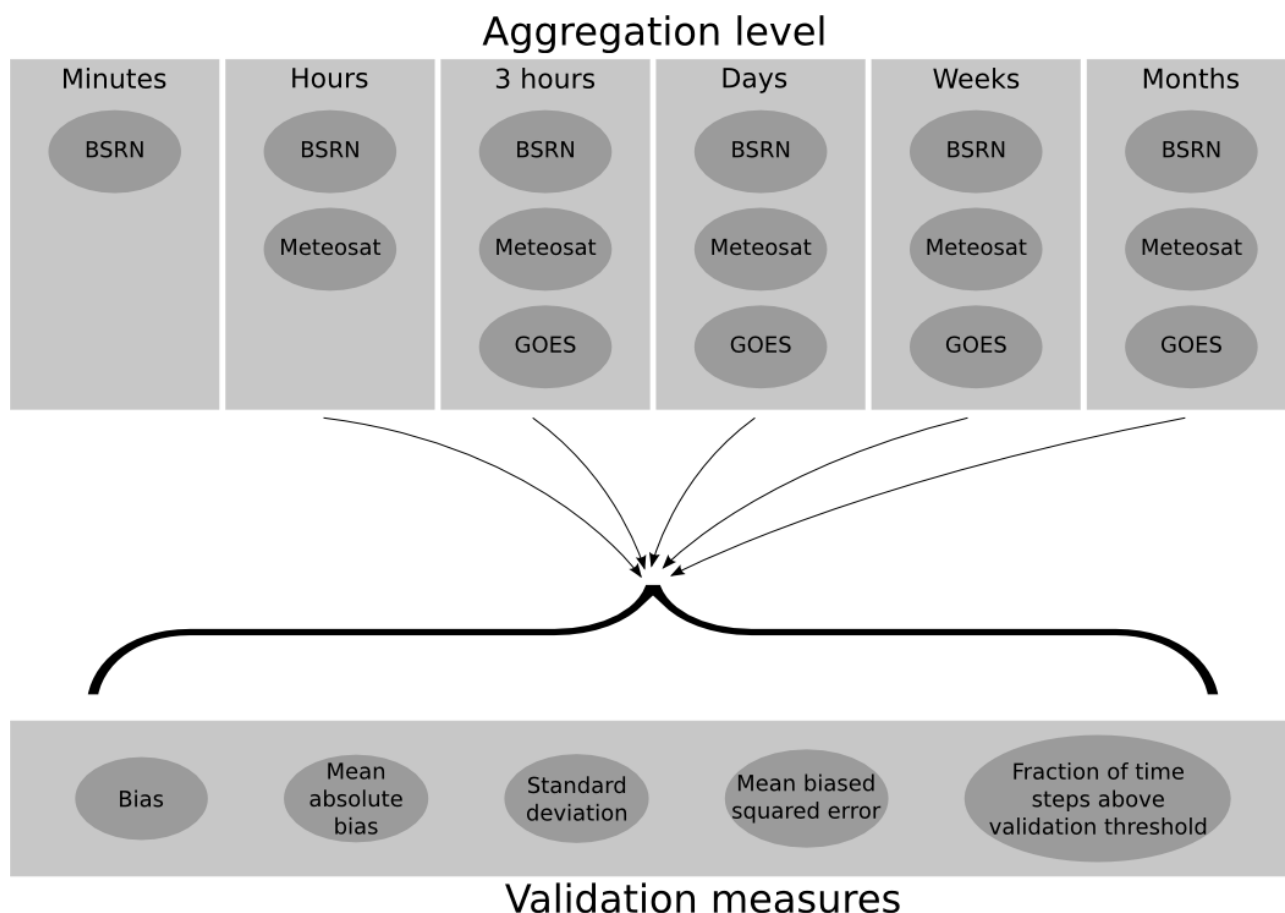 Aggregation level
Minutes
Hours
3 hours
Days
Weeks
Months
BSRN
BSRN
BSRN
BSRN
BSRN
BSRN
Meteosat
Meteosat
Meteosat
Meteosat
Meteosat
GOES
GOES
GOES
GOES
Bias
Mean
absolute
bias
Standard
deviation
Mean biased
squared error
Fraction of time
steps above
validation threshold
Validation measures